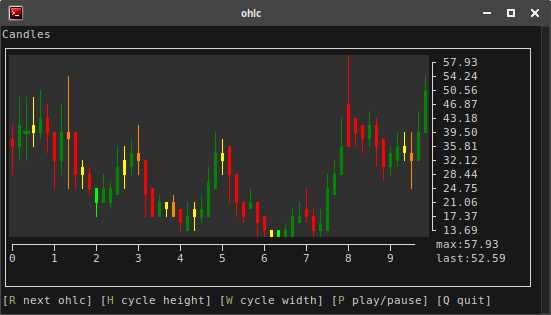 ohlc
Candles
57.93
54.24
50.56
46.87
43.18
39.50
35.81
32.12
28.44
24.75
21.06
17.37
13.69
max:57.93
0 1 2 3 4 5 6 7 8 9 last:52.59
[R next ohlc] [H cycle height] [W cycle width] [P play/pause] [Q quit]